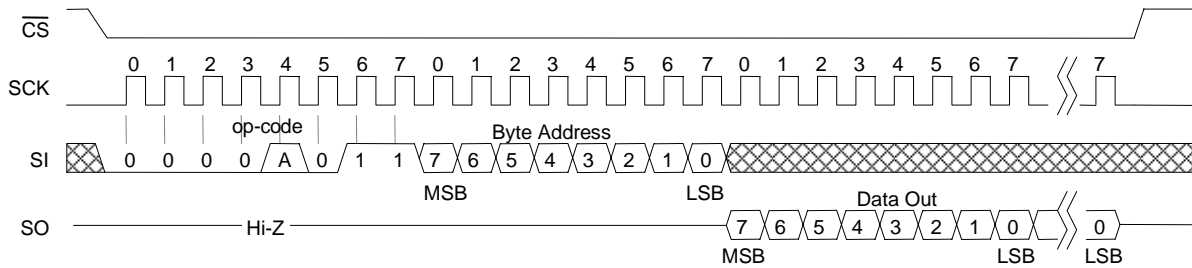 CS
0 1 2 3 4 5 6 7 0 1 2 3 4 5 6 7 0 1 2 3 4 5 6 7 7
SCK
op-code Byte Address
SI 0 0 0 0 A 0 1 1 7 6 5 4 3 2 1 0
MSB LSB Data Out
SO Hi-Z 7 6 5 4 3 2 1 0 0
MSB LSB LSB